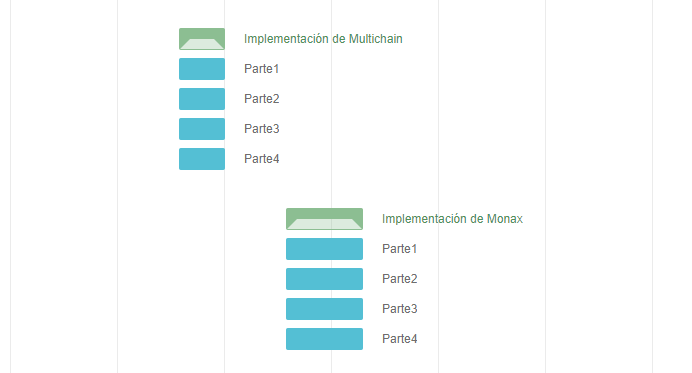 Implementación de Multichain
Parte1
Parte2
Parte3
Parte4
Implementación de Monax
Parte1
Parte2
Parte3
Parte4